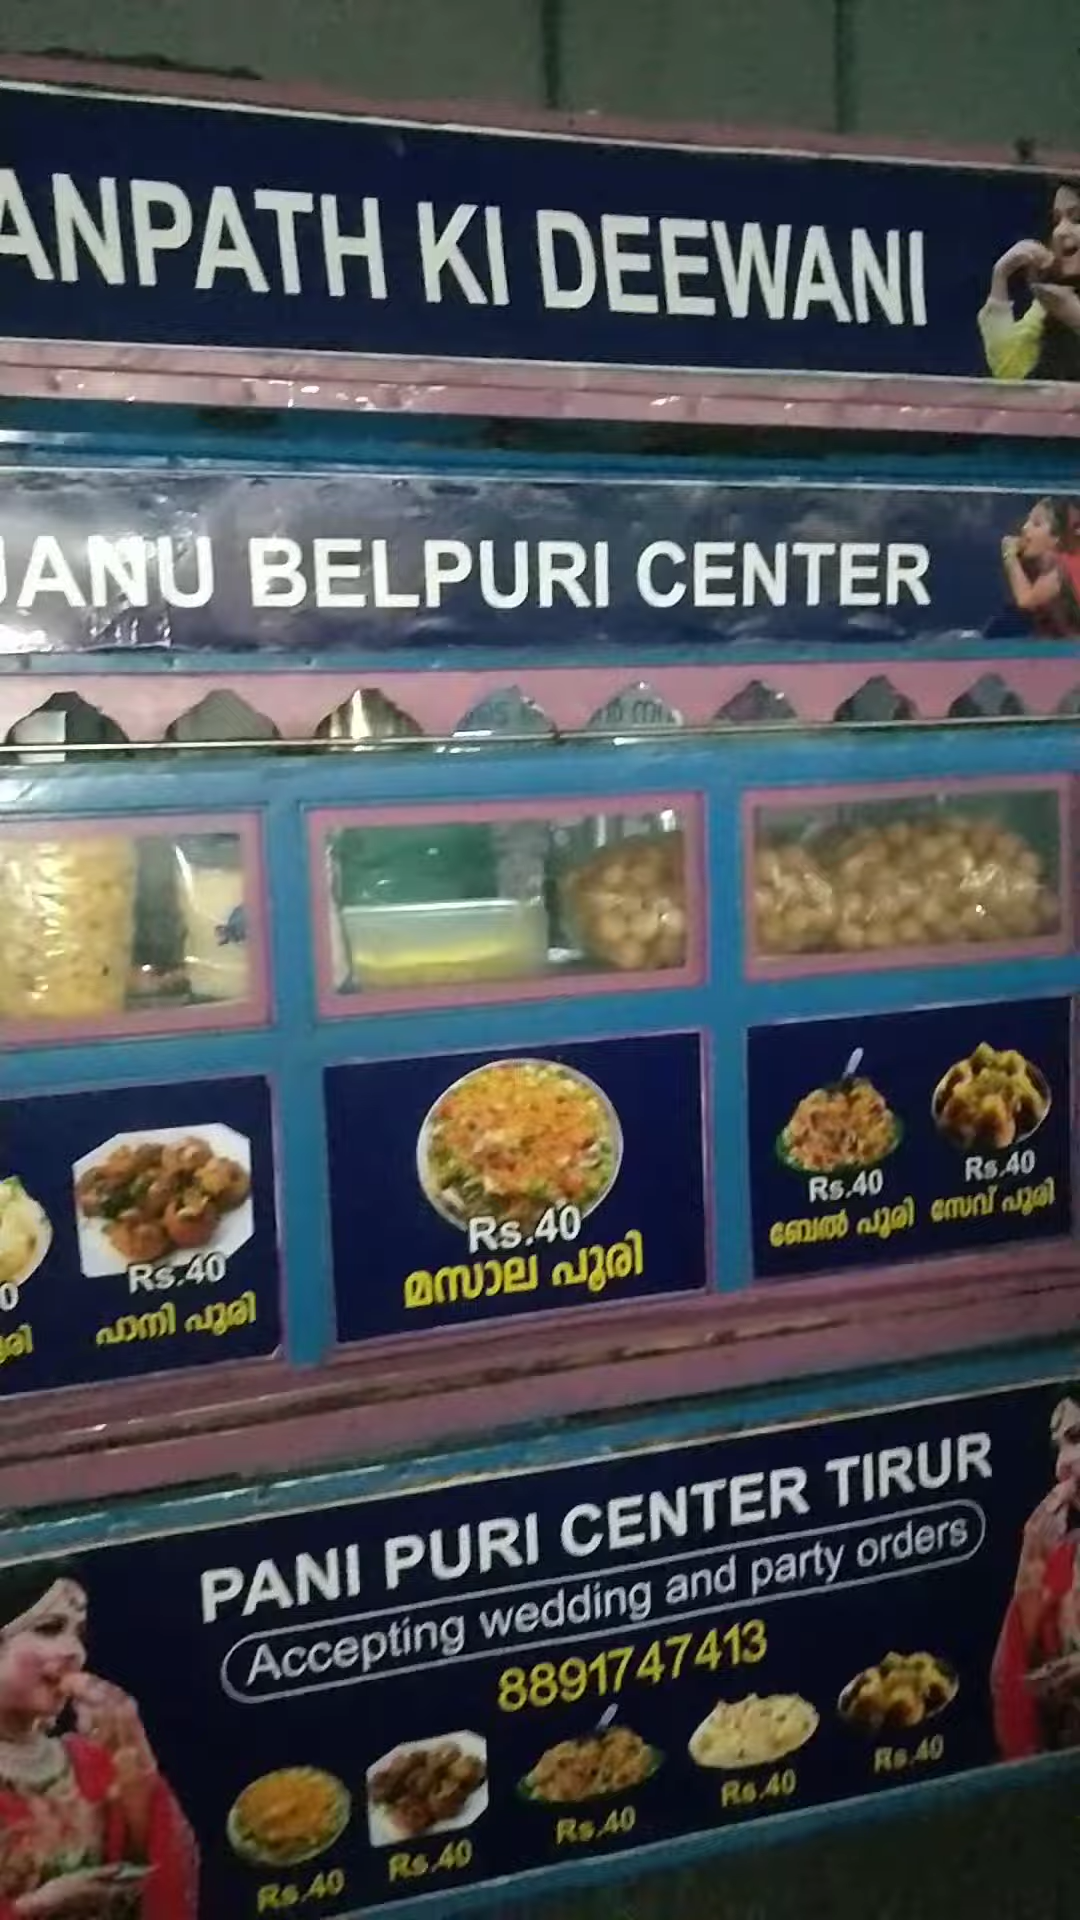 ANPATH KI DEEWANI
JANU BELPURI CENTER
Rs.40
പാനി പൂരി
Rs.40
മസാല പൂരി
Rs.40
ബേൽ പൂരി
Rs.40
സേവ് പൂരി
PANI PURI CENTER TIRUR
Accepting wedding and party orders
8891747413
Rs.40
Rs.40
Rs.40
Rs.40
Rs.40